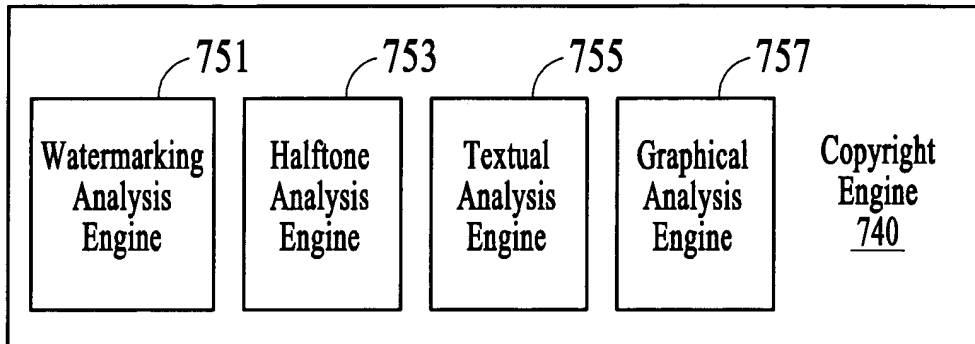 751
753
755
757
Watermarking
Analysis
Engine
Halftone
Analysis
Engine
Textual
Analysis
Engine
Graphical
Analysis
Engine
Copyright
Engine
740